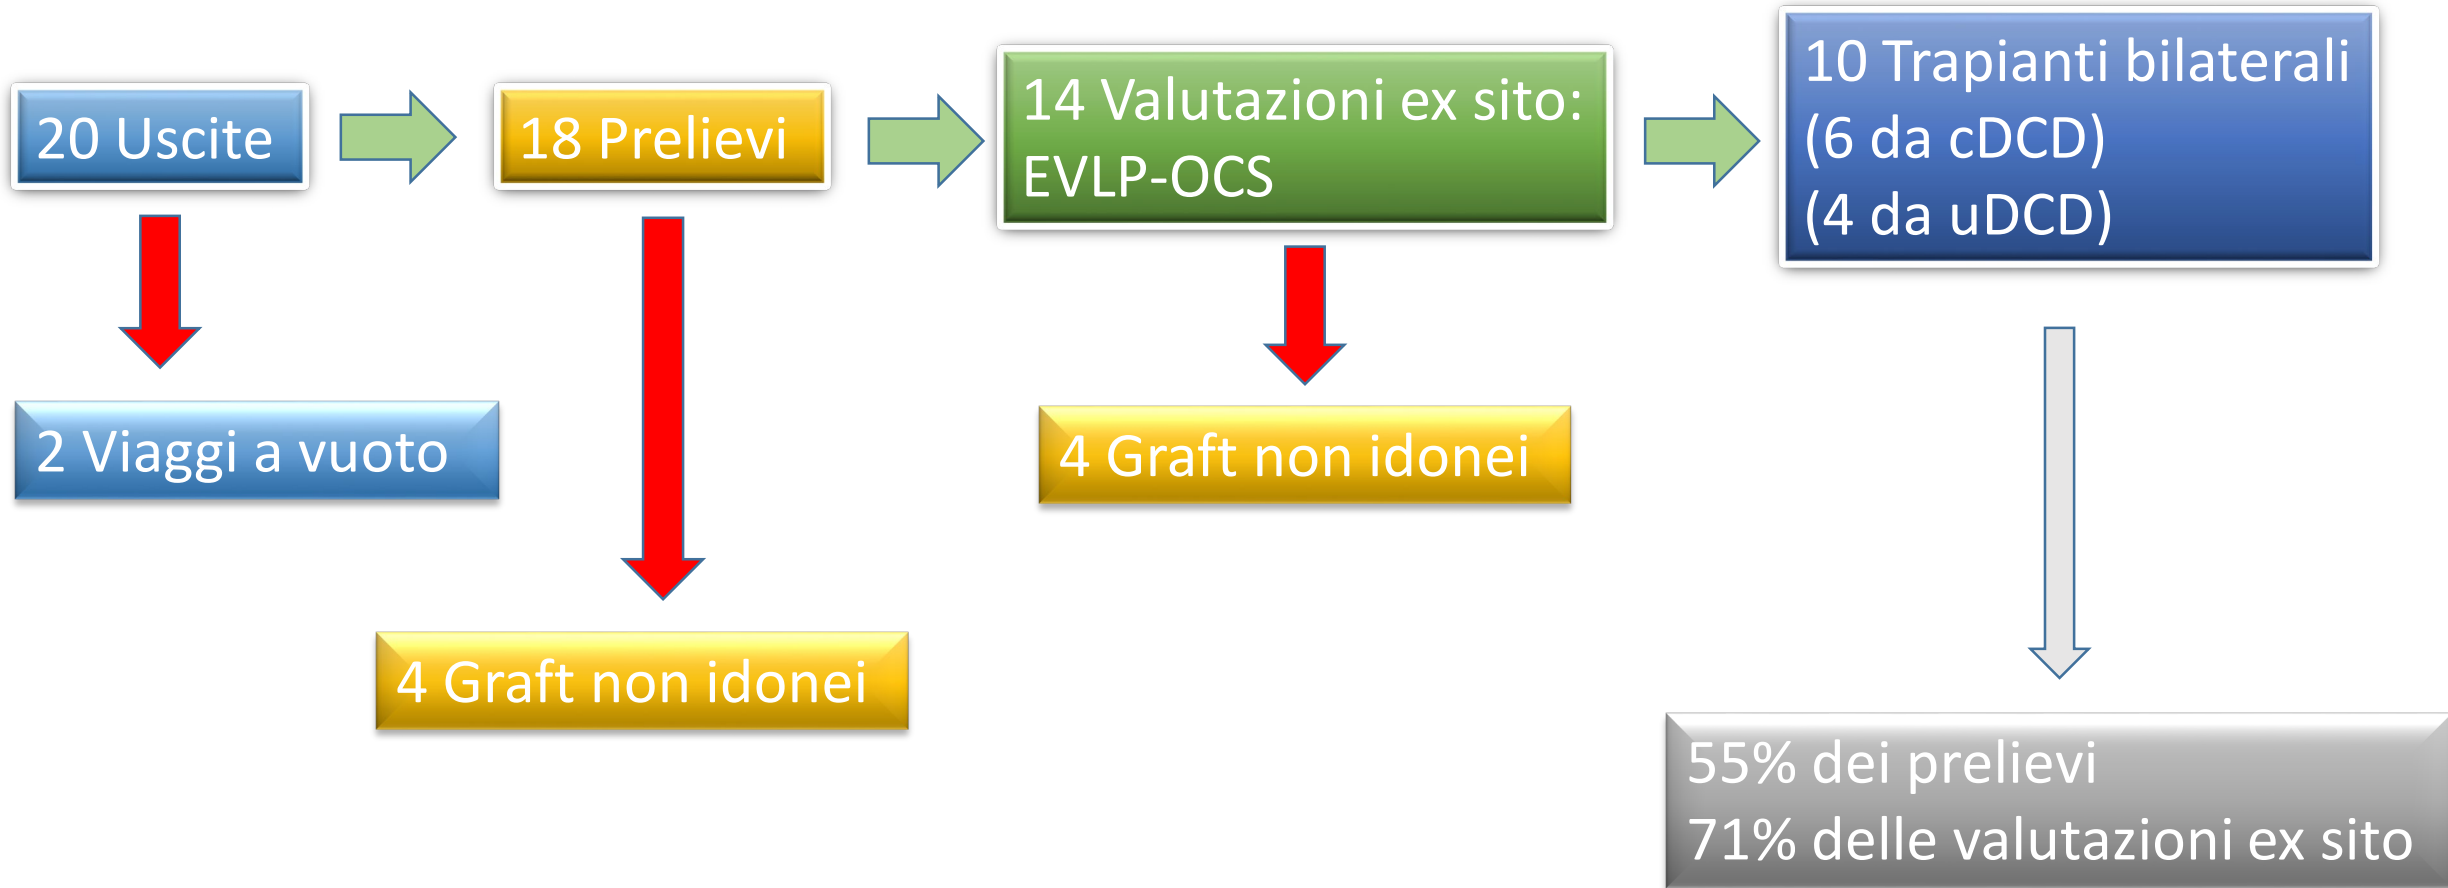 20 Uscite
18 Prelievi
14 Valutazioni ex sito:
EVLP-OCS
10 Trapianti bilaterali
(6 da cDCD)
(4 da uDCD)
2 Viaggi a vuoto
4 Graft non idonei
4 Graft non idonei
55% dei prelievi
71% delle valutazioni ex sito